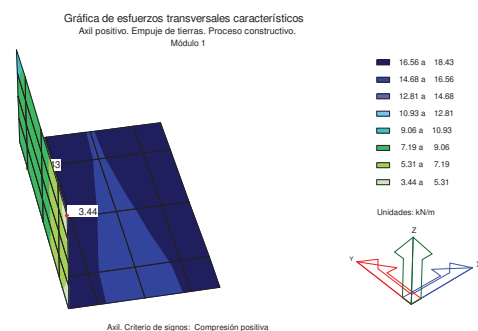 Gráfica de esfuerzos transversales característicos
Axil positivo. Empuje de tierras. Proceso constructivo.
Módulo 1
16.56 a 18.43
14.68 a 16.56
12.81 a 14.68
10.93 a 12.81
9.06 a 10.93
7.19 a 9.06
5.31 a 7.19
3.44 a 5.31
43
3.44
Unidades: kN/m
Z
Y
X
Axil. Criterio de signos: Compresión positiva